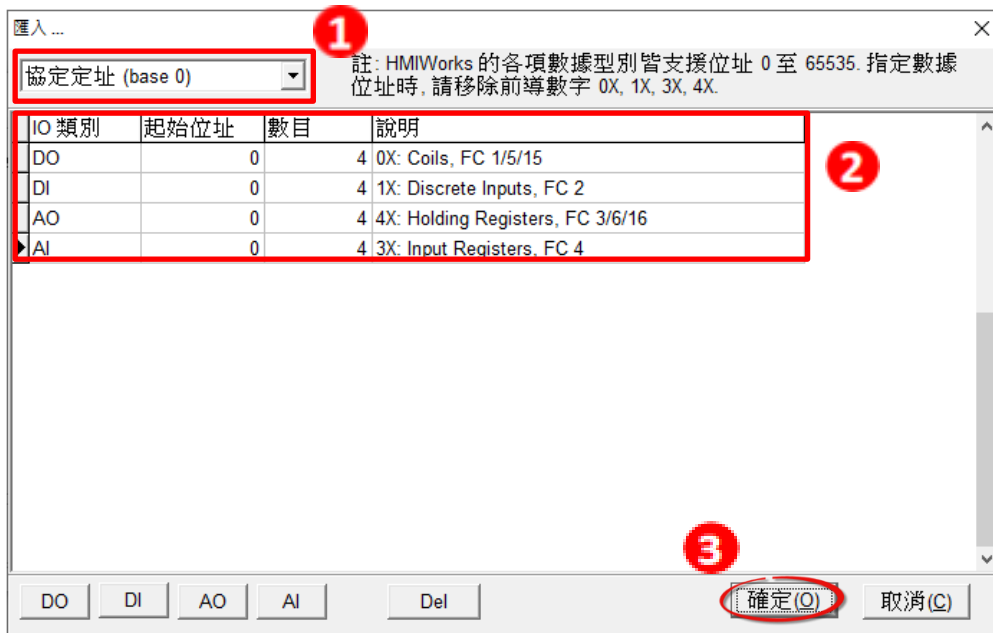 匯入 ...
1
協定定址 (base 0)
註: HMIWorks 的各項數據型別皆支援位址 0 至 65535. 指定數據
位址時, 請移除前導數字 0X, 1X, 3X, 4X.
IO 類別 起始位址 數目 說明
DO 0 4 0X: Coils, FC 1/5/15
2
DI 0 4 1X: Discrete Inputs, FC 2
AO 0 4 4X: Holding Registers, FC 3/6/16
AI 0 4 3X: Input Registers, FC 4
3
DO DI AO AI Del 確定(O) 取消(C)